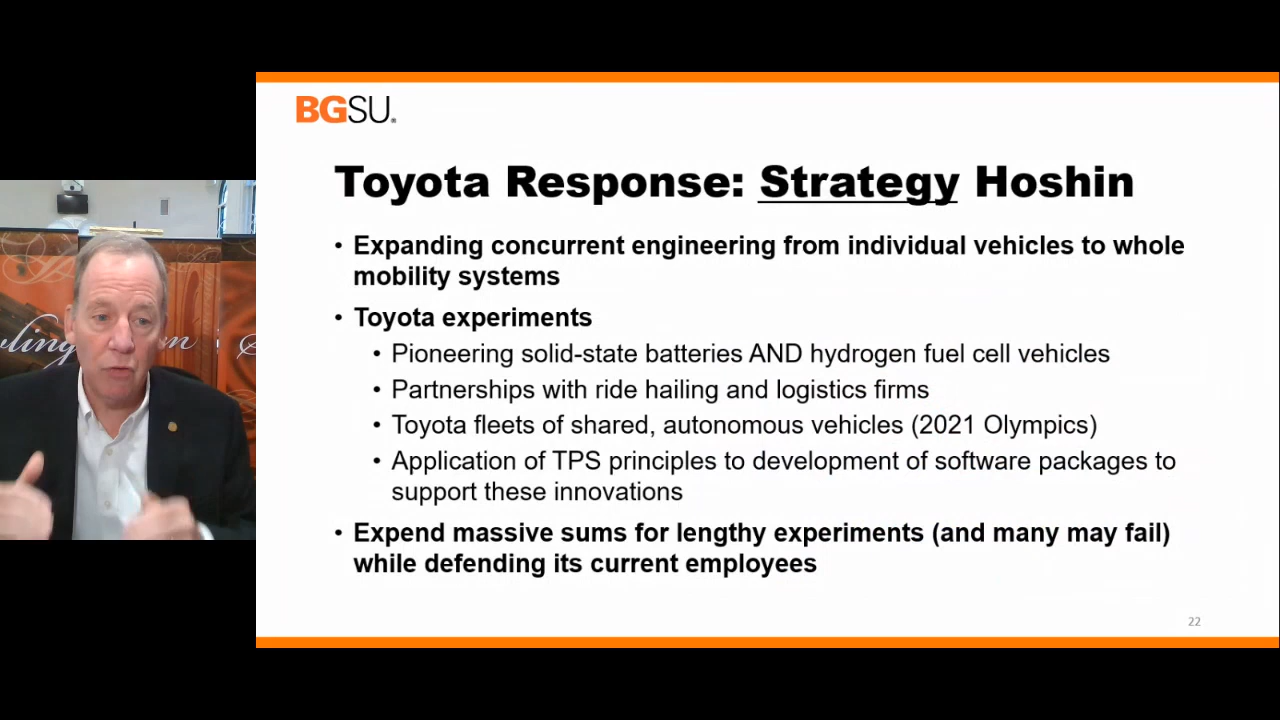 BGSU®
Toyota Response: Strategy Hoshin
• Expanding concurrent engineering from individual vehicles to whole
mobility systems
• Toyota experiments
• Pioneering solid-state batteries AND hydrogen fuel cell vehicles
• Partnerships with ride hailing and logistics firms
• Toyota fleets of shared, autonomous vehicles (2021 Olympics)
• Application of TPS principles to development of software packages to
support these innovations
• Expend massive sums for lengthy experiments (and many may fail)
while defending its current employees
22